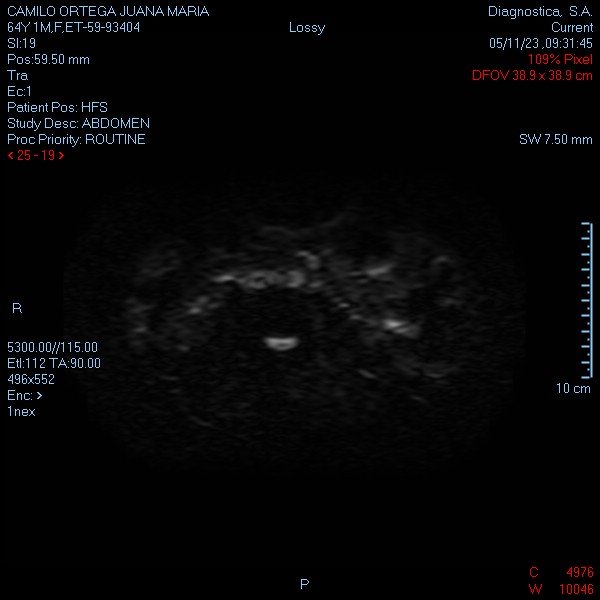 CAMILO ORTEGA JUANA MARIA
64Y 1M,F,ET-59-93404
SI:19
Pos:59.50 mm
Tra
Ec:1
Patient Pos: HFS
Study Desc: ABDOMEN
Proc Priority: ROUTINE
< 25 - 19 >
Lossy
Diagnostica, S.A.
Current
05/11/23 ,09:31:45
109% Pixel
DFOV 38.9 x 38.9 cm
SW 7.50 mm
R
5300.00//115.00
Etl:112 TA:90.00
496x552
Enc: >
1nex
10 cm
P
C 4976
W 10046